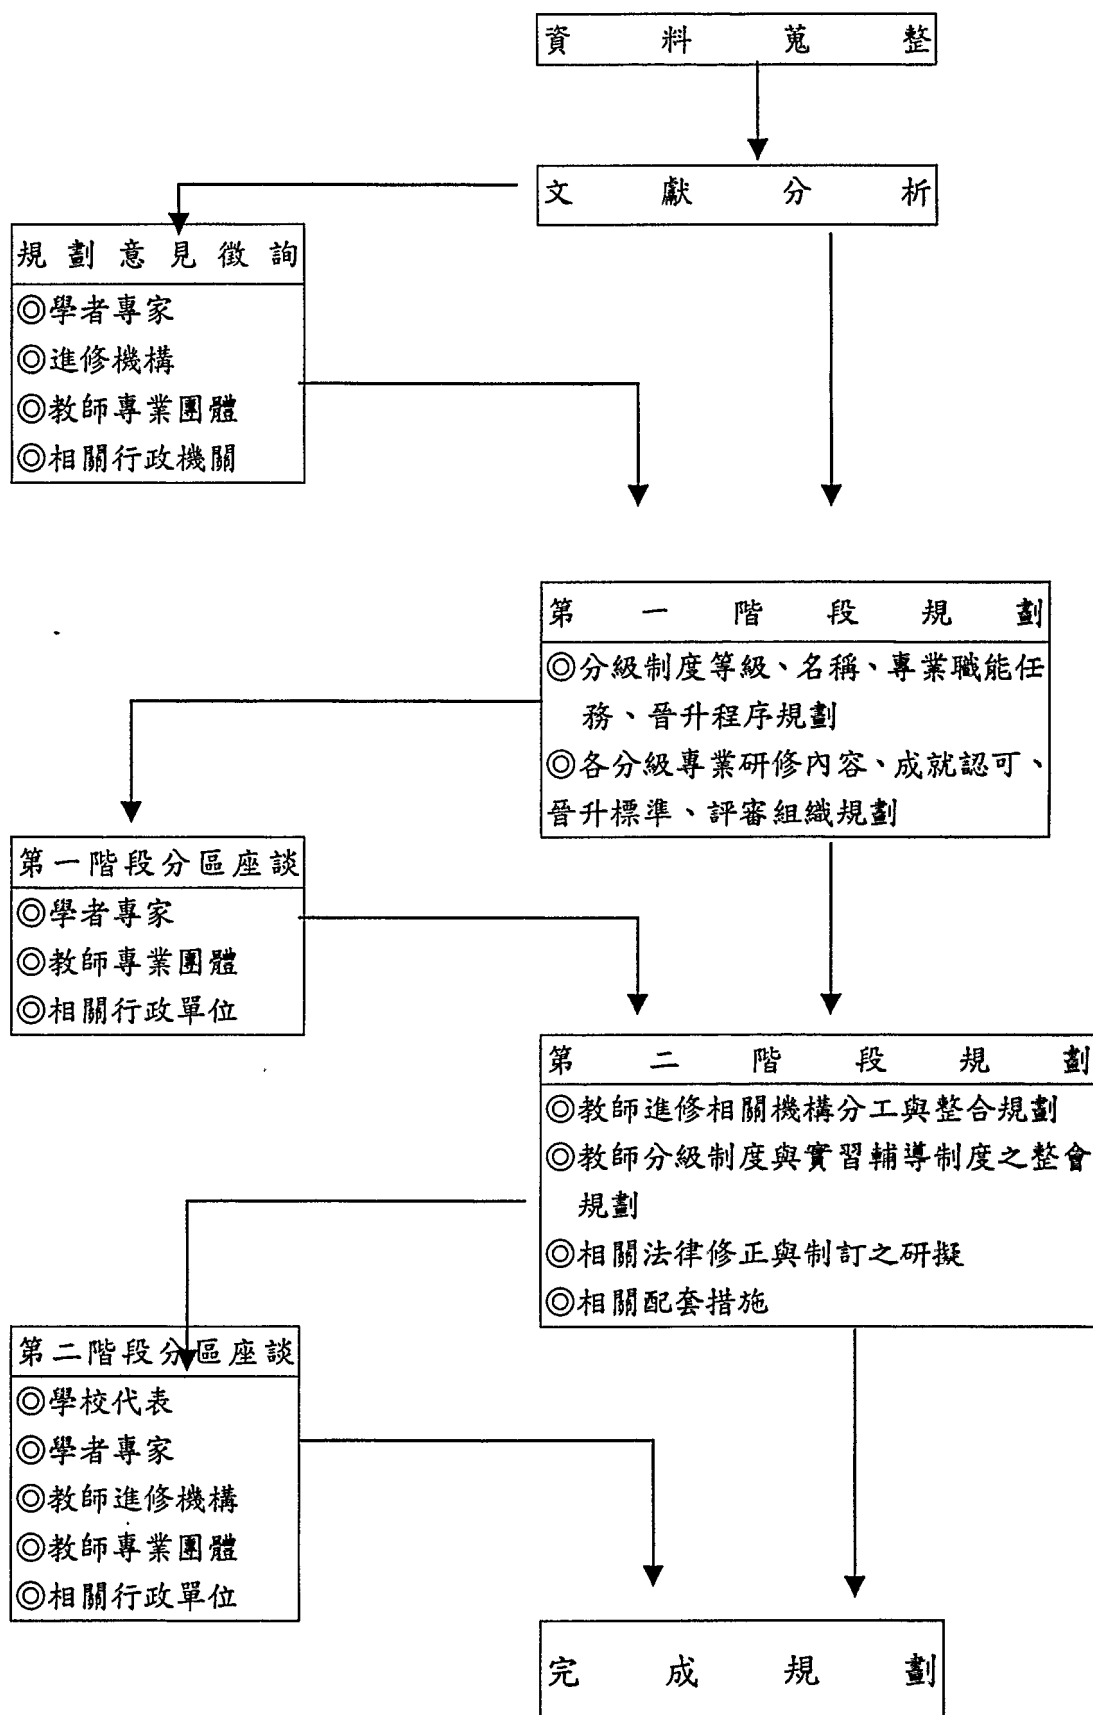 資料蒐整
文獻分析
規劃意見徵詢
◎學者專家
◎進修機構
◎教師專業團體
◎相關行政機關
第一階段規劃
◎分級制度等級、名稱、專業職能任
務、晉升程序規劃
◎各分級專業研修內容、成就認可、
晉升標準、評審組織規劃
第一階段分區座談
◎學者專家
◎教師專業團體
◎相關行政單位
第二階段規劃
◎教師進修相關機構分工與整合規劃
◎教師分級制度與實習輔導制度之整會
規劃
◎相關法律修正與制訂之研擬
◎相關配套措施
第二階段分區座談
◎學校代表
◎學者專家
◎教師進修機構
◎教師專業團體
◎相關行政單位
完成規劃